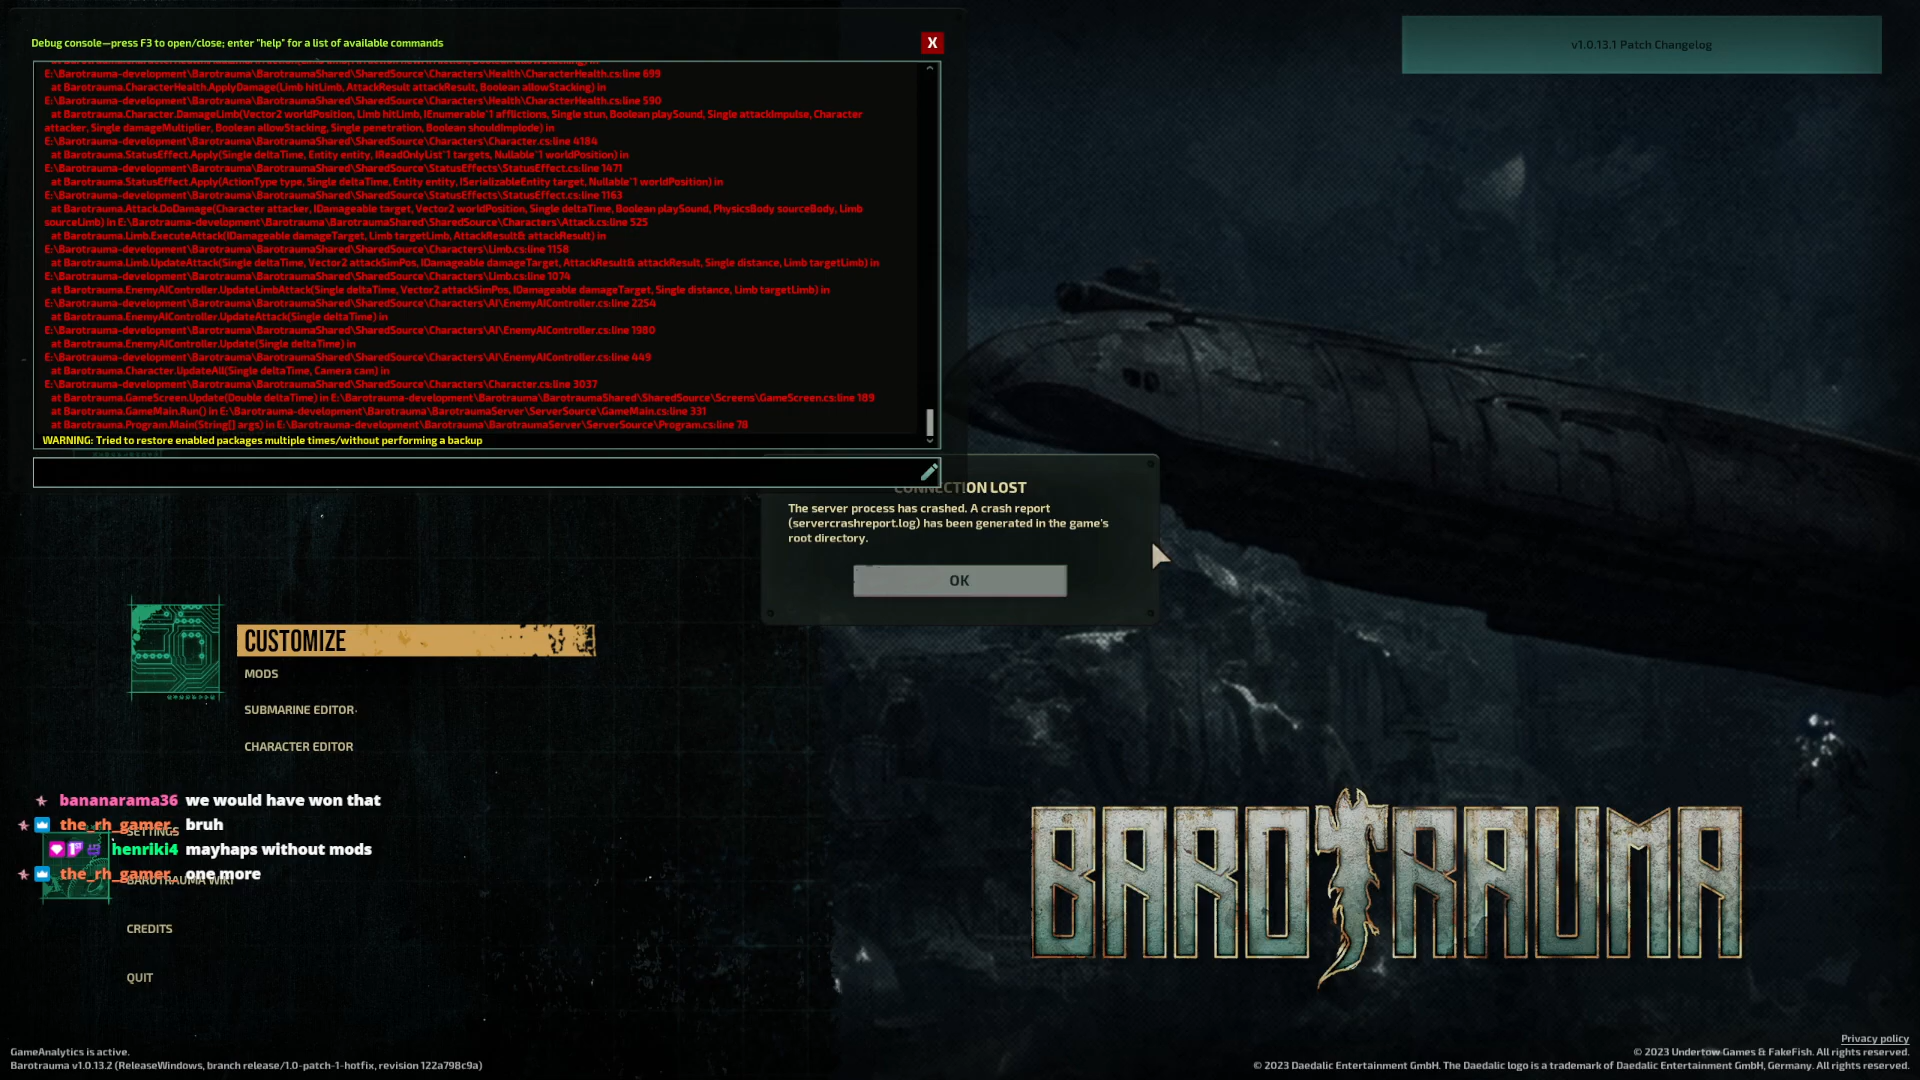 Debug console—press F3 to open/close; enter "help" for a list of available commands
X
v1.0.13.1 Patch Changelog
E:\Barotrauma-development\Barotrauma\BarotraumaShared\SharedSource\Characters\Health\CharacterHealth.cs:line 699
at Barotrauma.CharacterHealth.ApplyDamage(Limb hitLimb, AttackResult attackResult, Boolean allowStacking) in
E:\Barotrauma-development\Barotrauma\BarotraumaShared\SharedSource\Characters\Health\CharacterHealth.cs:line 590
at Barotrauma.Character.DamageLimb(Vector2 worldPosition, Limb hitLimb, IEnumerable`1 afflictions, Single stun, Boolean playSound, Single attackImpulse, Character
attacker, Single damageMultiplier, Boolean allowStacking, Single penetration, Boolean shouldImplode) in
E:\Barotrauma-development\Barotrauma\BarotraumaShared\SharedSource\Characters\Character.cs:line 4184
at Barotrauma.StatusEffect.Apply(Single deltaTime, Entity entity, IReadOnlyList`1 targets, Nullable`1 worldPosition) in
E:\Barotrauma-development\Barotrauma\BarotraumaShared\SharedSource\StatusEffects\StatusEffect.cs:line 1471
at Barotrauma.StatusEffect.Apply(ActionType type, Single deltaTime, Entity entity, ISerializableEntity target, Nullable`1 worldPosition) in
E:\Barotrauma-development\Barotrauma\BarotraumaShared\SharedSource\StatusEffects\StatusEffect.cs:line 1163
at Barotrauma.Attack.DoDamage(Character attacker, IDamageable target, Vector2 worldPosition, Single deltaTime, Boolean playSound, PhysicsBody sourceBody, Limb
sourceLimb) in E:\Barotrauma-development\Barotrauma\BarotraumaShared\SharedSource\Characters\Attack.cs:line 525
at Barotrauma.Limb.ExecuteAttack(IDamageable damageTarget, Limb targetLimb, AttackResult& attackResult) in
E:\Barotrauma-development\Barotrauma\BarotraumaShared\SharedSource\Characters\Limb.cs:line 1158
at Barotrauma.Limb.UpdateAttack(Single deltaTime, Vector2 attackSimPos, IDamageable damageTarget, AttackResult& attackResult, Single distance, Limb targetLimb) in
E:\Barotrauma-development\Barotrauma\BarotraumaShared\SharedSource\Characters\Limb.cs:line 1074
at Barotrauma.EnemyAIController.UpdateLimbAttack(Single deltaTime, Vector2 attackSimPos, IDamageable damageTarget, Single distance, Limb targetLimb) in
E:\Barotrauma-development\Barotrauma\BarotraumaShared\SharedSource\Characters\AI\EnemyAIController.cs:line 2254
at Barotrauma.EnemyAIController.UpdateAttack(Single deltaTime) in
E:\Barotrauma-development\Barotrauma\BarotraumaShared\SharedSource\Characters\AI\EnemyAIController.cs:line 1980
at Barotrauma.EnemyAIController.Update(Single deltaTime) in
E:\Barotrauma-development\Barotrauma\BarotraumaShared\SharedSource\Characters\AI\EnemyAIController.cs:line 449
at Barotrauma.Character.UpdateAll(Single deltaTime, Camera cam) in
E:\Barotrauma-development\Barotrauma\BarotraumaShared\SharedSource\Characters\Character.cs:line 3037
at Barotrauma.GameScreen.Update(Double deltaTime) in E:\Barotrauma-development\Barotrauma\BarotraumaShared\SharedSource\Screens\GameScreen.cs:line 189
at Barotrauma.GameMain.Run() in E:\Barotrauma-development\Barotrauma\BarotraumaServer\ServerSource\GameMain.cs:line 331
at Barotrauma.Program.Main(String[] args) in E:\Barotrauma-development\Barotrauma\BarotraumaServer\ServerSource\Program.cs:line 78
WARNING: Tried to restore enabled packages multiple times/without performing a backup
CONNECTION LOST
The server process has crashed. A crash report
(servercrashreport.log) has been generated in the game's
root directory.
OK
CUSTOMIZE
MODS
SUBMARINE EDITOR
CHARACTER EDITOR
bananarama36 we would have won that
the_rh_gamer_ bruh
SETTINGS
henriki4 mayhaps without mods
the_rh_gamer_ one more
BAROTRAUMA WIKI
CREDITS
QUIT
BAROTRAUMA
GameAnalytics is active.
Barotrauma v1.0.13.2 (ReleaseWindows, branch release/1.0-patch-1-hotfix, revision 122a798c9a)
Privacy policy
© 2023 Undertow Games & FakeFish. All rights reserved.
© 2023 Daedalic Entertainment GmbH. The Daedalic logo is a trademark of Daedalic Entertainment GmbH, Germany. All rights reserved.